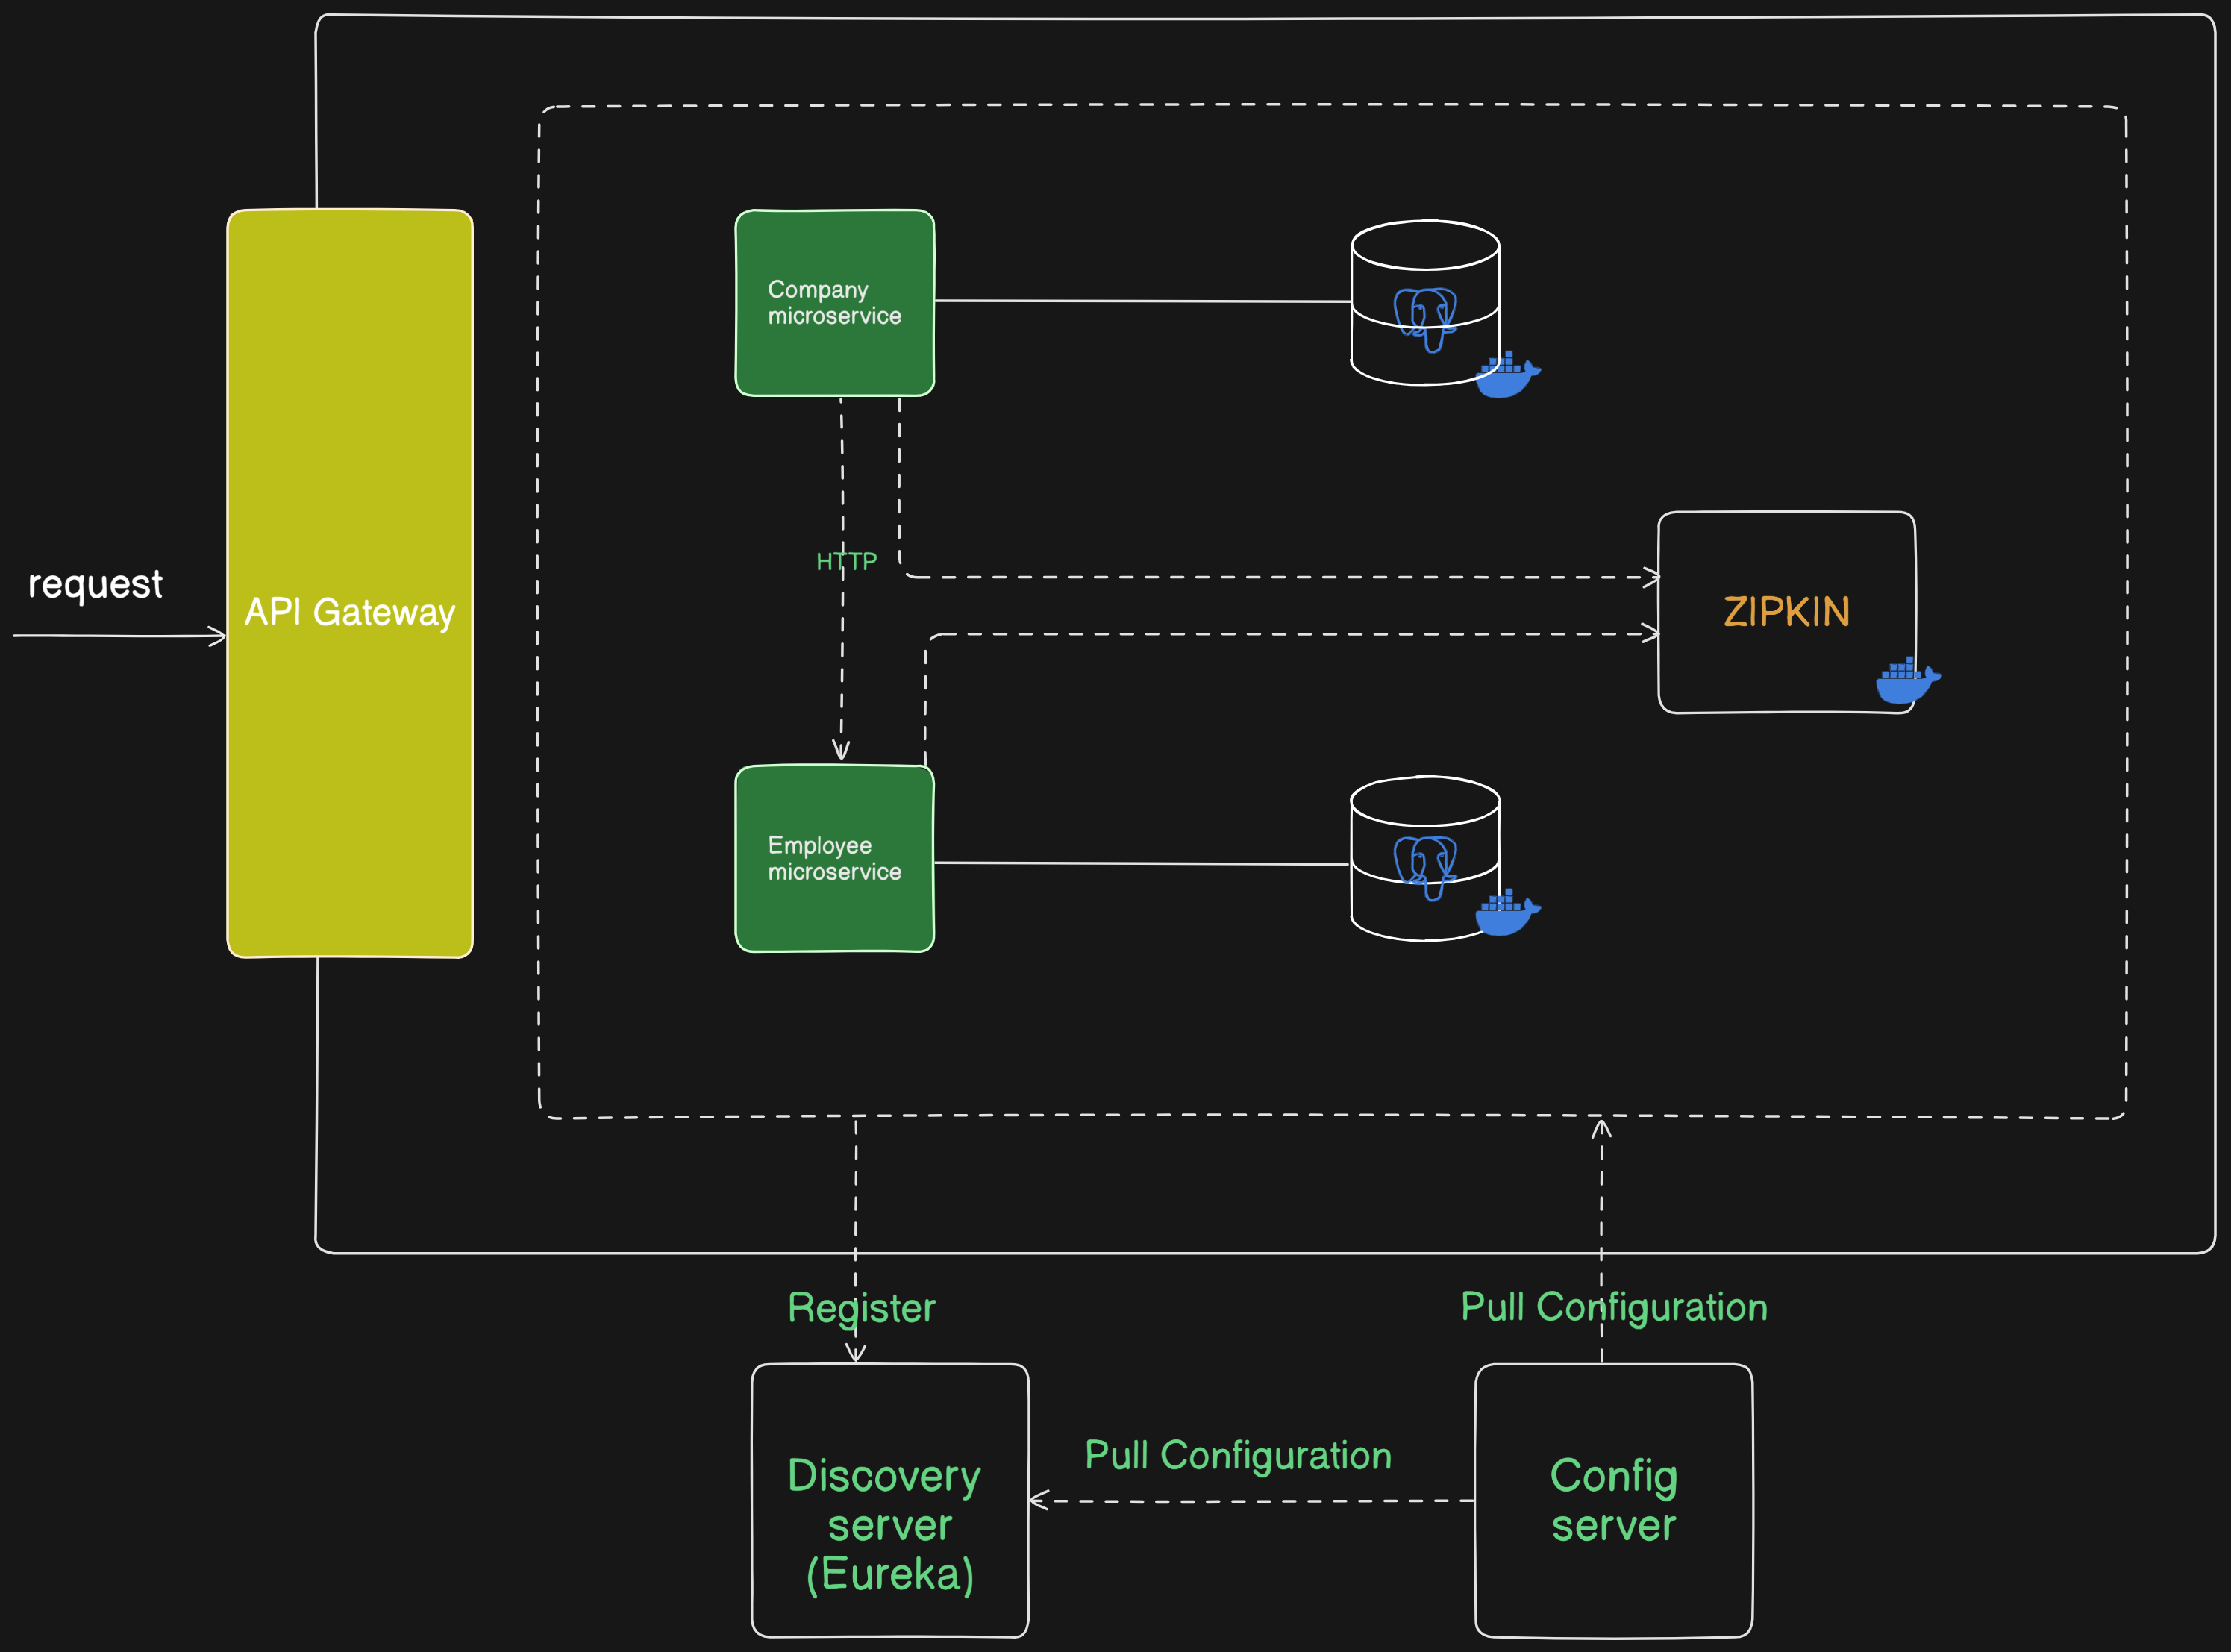 request
API Gateway
Company
microservice
HTTP
ZIPKIN
Employee
microservice
Register
Pull Configuration
Pull Configuration
Discovery
server
(Eureka)
Config
server